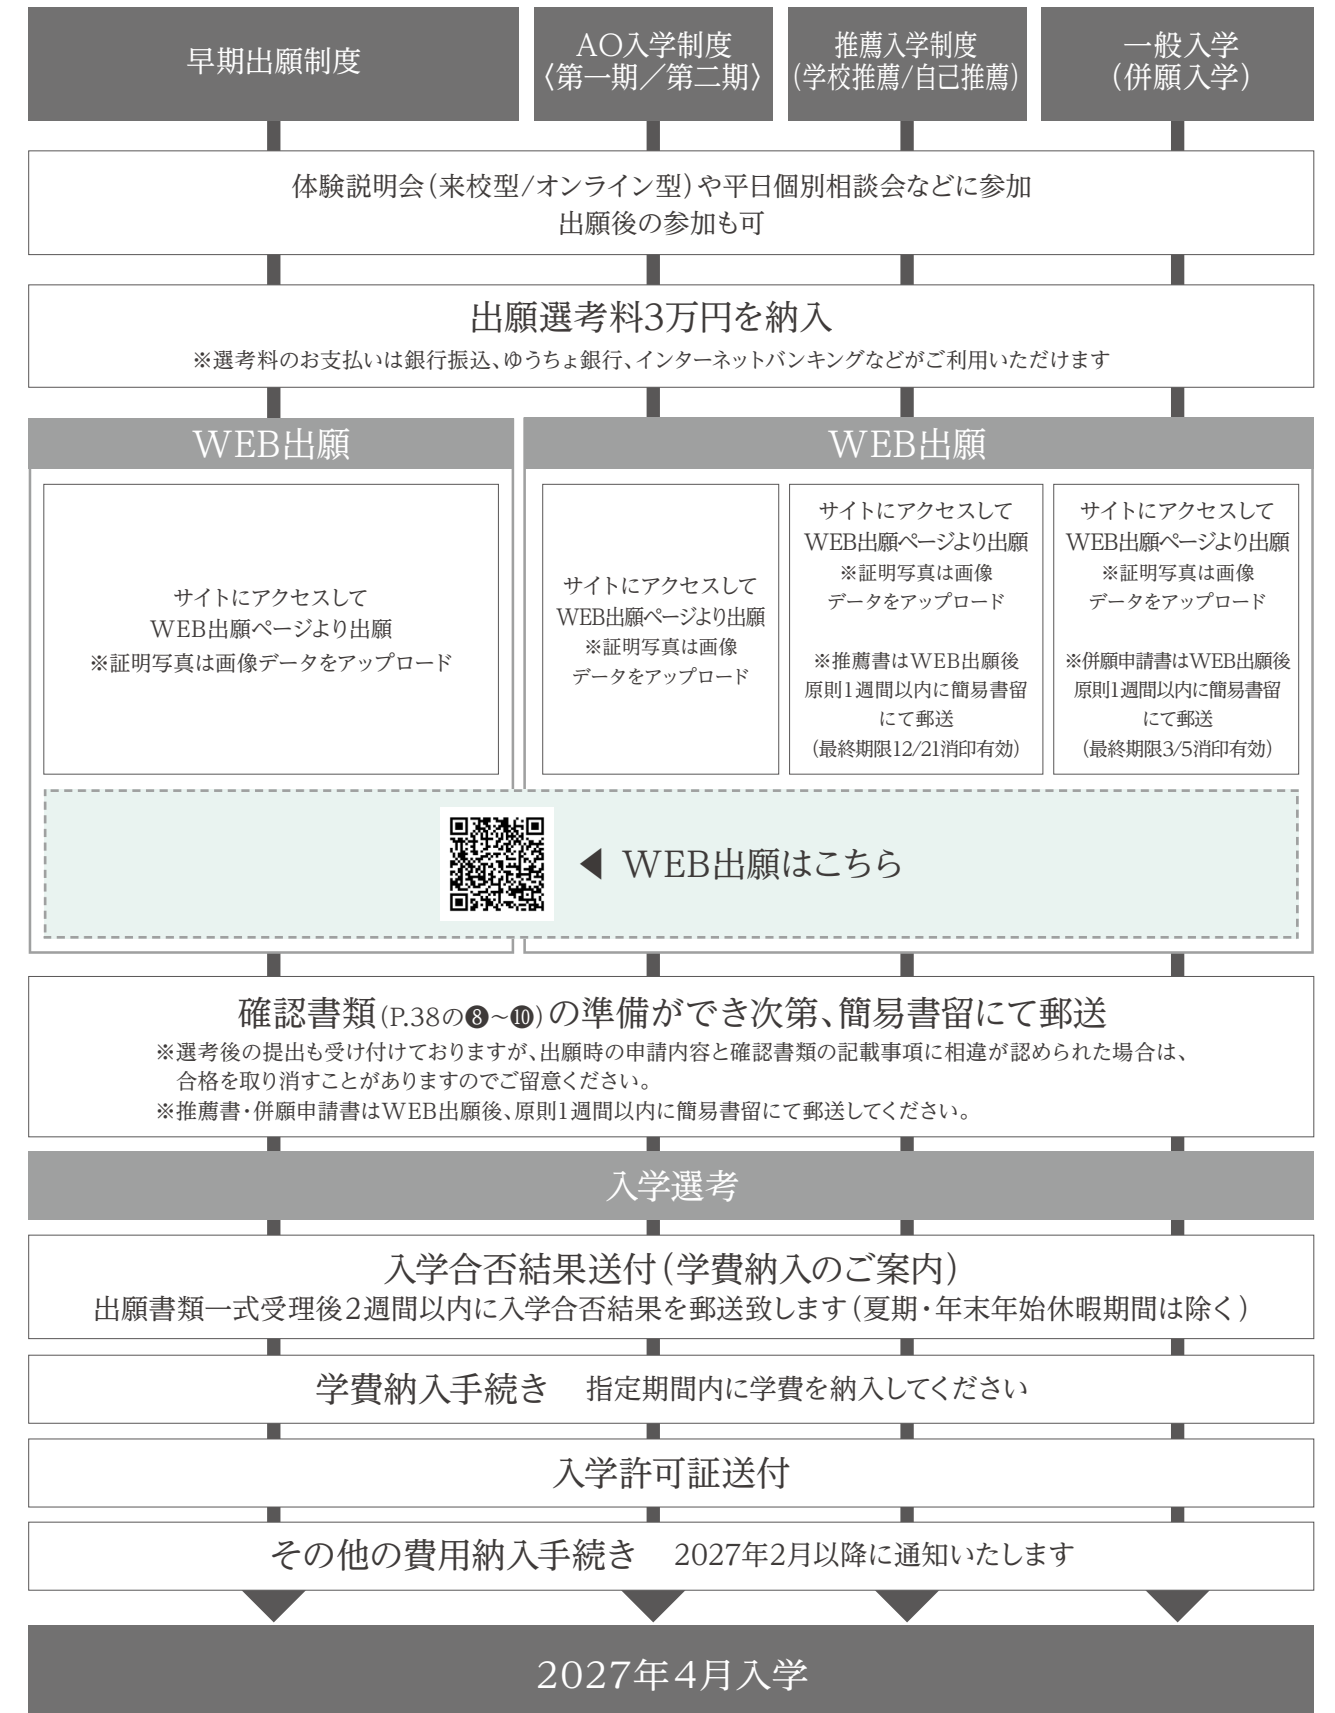 早期出願制度
AO入学制度
〈第一期／第二期〉
推薦入学制度
(学校推薦/自己推薦)
一般入学
(併願入学)
体験説明会(来校型/オンライン型)や平日個別相談会などに参加
出願後の参加も可
出願選考料3万円を納入
※選考料のお支払いは銀行振込、ゆうちょ銀行、インターネットバンキングなどがご利用いただけます
WEB出願
サイトにアクセスして
WEB出願ページより出願
※証明写真は画像データをアップロード
WEB出願
サイトにアクセスして
WEB出願ページより出願
※証明写真は画像
データをアップロード
サイトにアクセスして
WEB出願ページより出願
※証明写真は画像
データをアップロード
※推薦書はWEB出願後
原則1週間以内に簡易書留
にて郵送
(最終期限12/21消印有効)
サイトにアクセスして
WEB出願ページより出願
※証明写真は画像
データをアップロード
※併願申請書はWEB出願後
原則1週間以内に簡易書留
にて郵送
(最終期限3/5消印有効)
◀ WEB出願はこちら
確認書類(P.38の❽~❿)の準備ができ次第、簡易書留にて郵送
※選考後の提出も受け付けておりますが、出願時の申請内容と確認書類の記載事項に相違が認められた場合は、
合格を取り消すことがありますのでご留意ください。
※推薦書・併願申請書はWEB出願後、原則1週間以内に簡易書留にて郵送してください。
入学選考
入学合否結果送付(学費納入のご案内)
出願書類一式受理後2週間以内に入学合否結果を郵送致します(夏期・年末年始休暇期間は除く)
学費納入手続き 指定期間内に学費を納入してください
入学許可証送付
その他の費用納入手続き 2027年2月以降に通知いたします
2027年4月入学